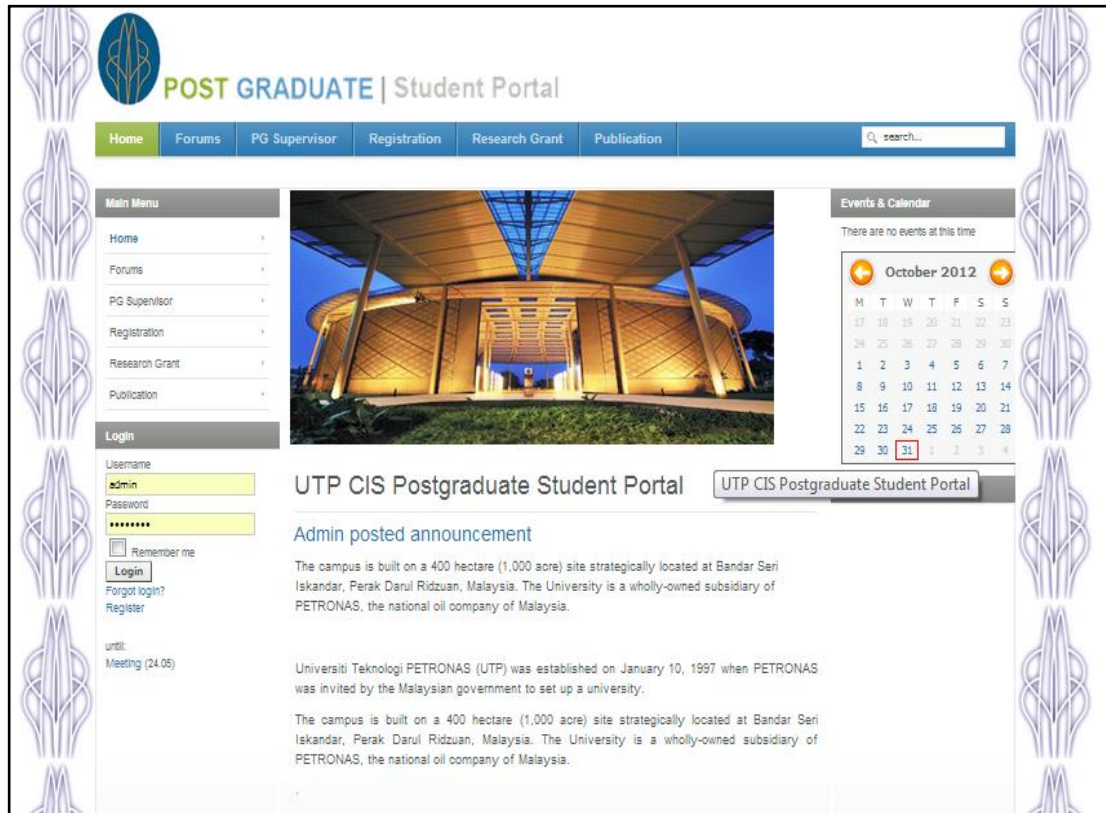 POST GRADUATE | Student Portal
Home Forums PG Supervisor Registration Research Grant Publication
search...
Main Menu
Home
Forums
PG Supervisor
Registration
Research Grant
Publication
Login
Username
admin
Password
••••••••
Remember me
Login
Forgot login?
Register
until:
Meeting (24.05)
UTP CIS Postgraduate Student Portal
Admin posted announcement
The campus is built on a 400 hectare (1,000 acre) site strategically located at Bandar Seri
Iskandar, Perak Darul Ridzuan, Malaysia. The University is a wholly-owned subsidiary of
PETRONAS, the national oil company of Malaysia.
Universiti Teknologi PETRONAS (UTP) was established on January 10, 1997 when PETRONAS
was invited by the Malaysian government to set up a university.
The campus is built on a 400 hectare (1,000 acre) site strategically located at Bandar Seri
Iskandar, Perak Darul Ridzuan, Malaysia. The University is a wholly-owned subsidiary of
PETRONAS, the national oil company of Malaysia.
.
Events & Calendar
There are no events at this time
October 2012
M T W T F S S
17 18 19 20 21 22 23
24 25 26 27 28 29 30
1 2 3 4 5 6 7
8 9 10 11 12 13 14
15 16 17 18 19 20 21
22 23 24 25 26 27 28
29 30 31 1 2 3 4
UTP CIS Postgraduate Student Portal